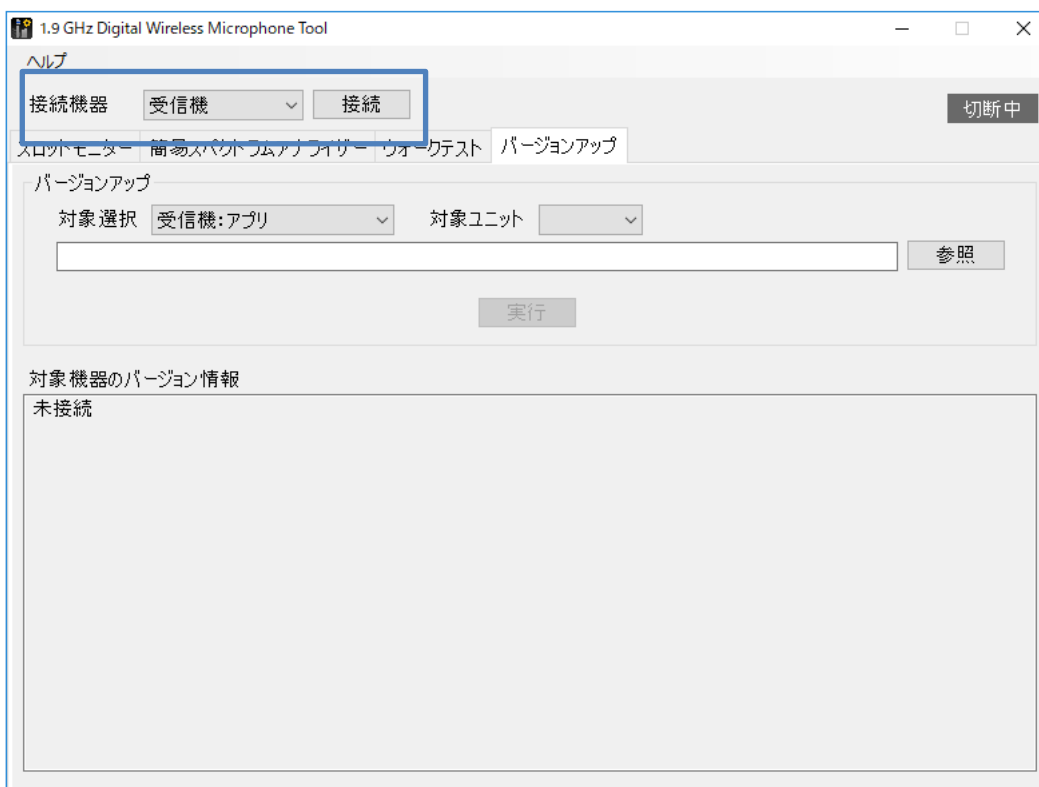 1.9 GHz Digital Wireless Microphone Tool
ヘルプ
接続機器 受信機 接続 切断中
スロットモニター 簡易スペクトラムアナライザー ウォークテスト バージョンアップ
バージョンアップ
対象選択 受信機:アプリ 対象ユニット
参照
実行
対象機器のバージョン情報
未接続